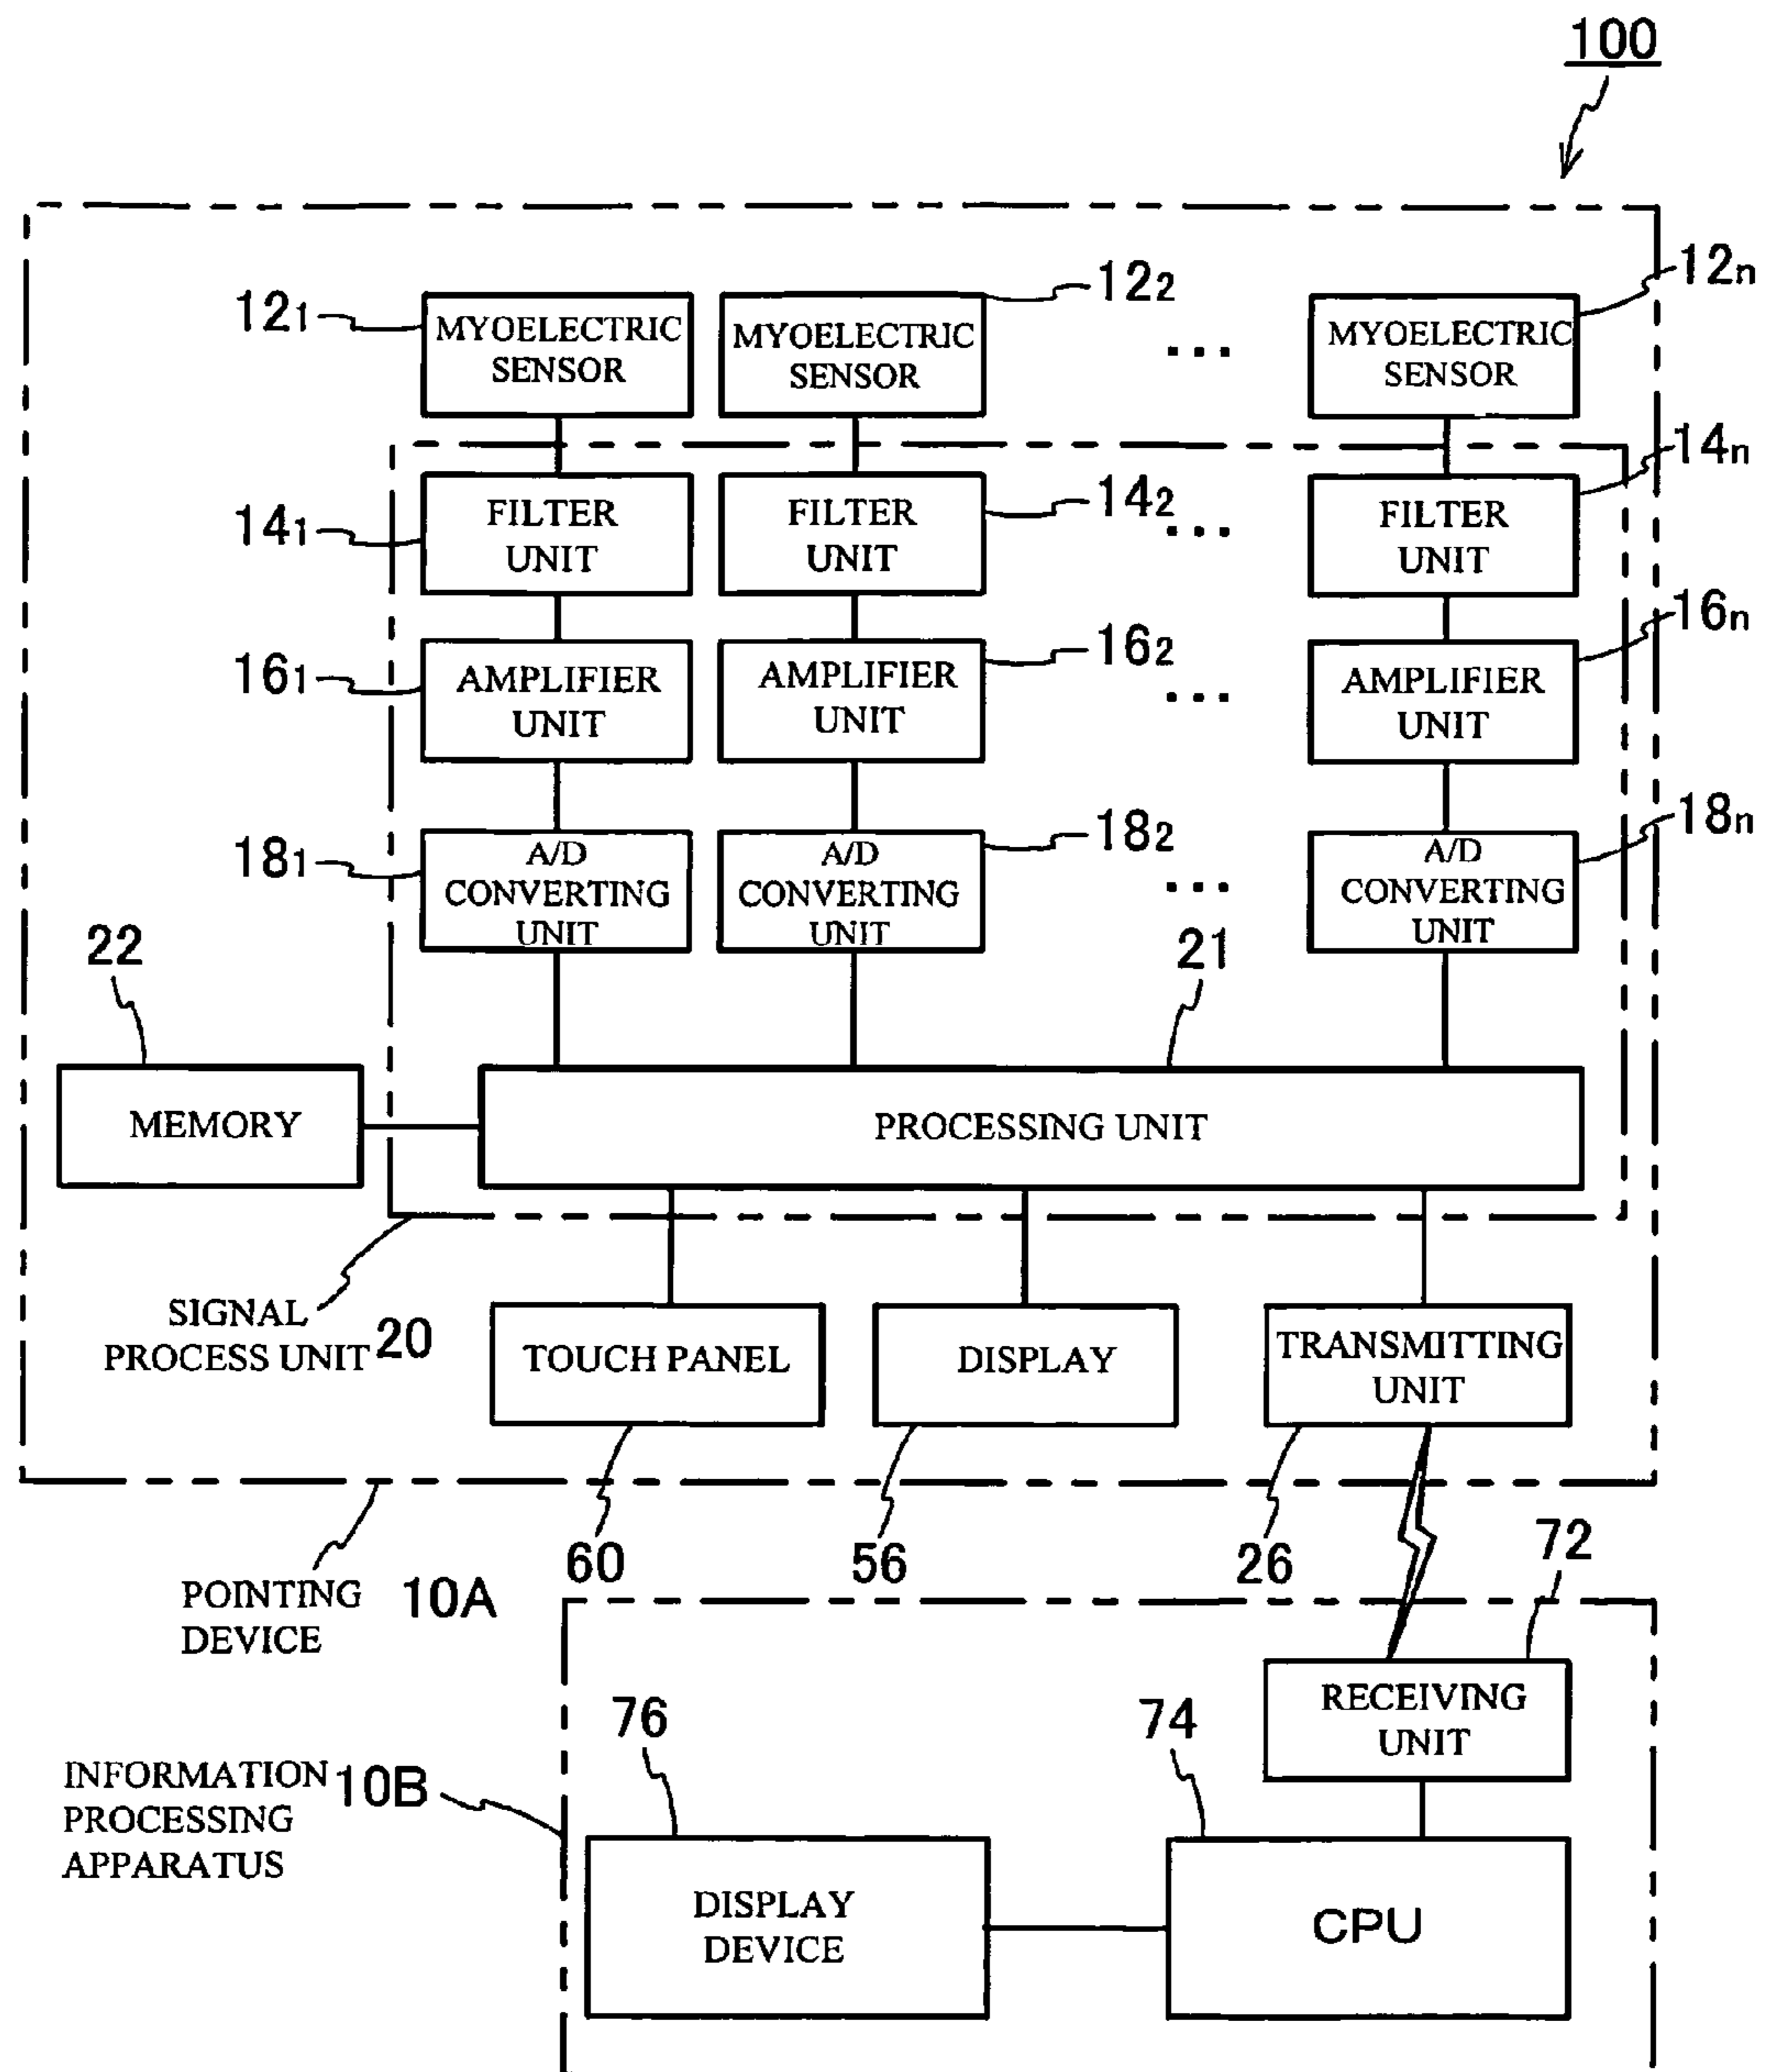 100
12₁
MYOELECTRIC
SENSOR
MYOELECTRIC
SENSOR
12₂
...
MYOELECTRIC
SENSOR
12n
14₁
FILTER
UNIT
FILTER
UNIT
14₂
...
FILTER
UNIT
14n
16₁
AMPLIFIER
UNIT
AMPLIFIER
UNIT
16₂
...
AMPLIFIER
UNIT
16n
18₁
A/D
CONVERTING
UNIT
A/D
CONVERTING
UNIT
18₂
...
A/D
CONVERTING
UNIT
18n
22
21
MEMORY
PROCESSING UNIT
SIGNAL
PROCESS UNIT 20
TOUCH PANEL
DISPLAY
TRANSMITTING
UNIT
60
56
26
72
POINTING
DEVICE
10A
RECEIVING
UNIT
76
74
INFORMATION
PROCESSING
APPARATUS
10B
DISPLAY
DEVICE
CPU